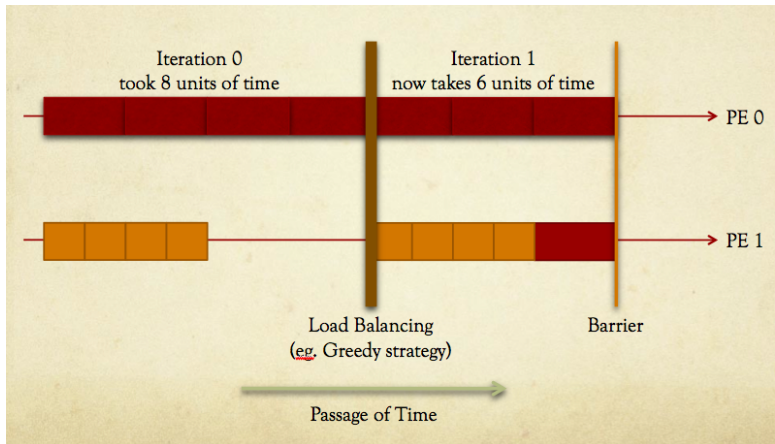 Iteration 0
took 8 units of time
Iteration 1
now takes 6 units of time
PE 0
PE 1
Load Balancing
(eg. Greedy strategy)
Barrier
Passage of Time